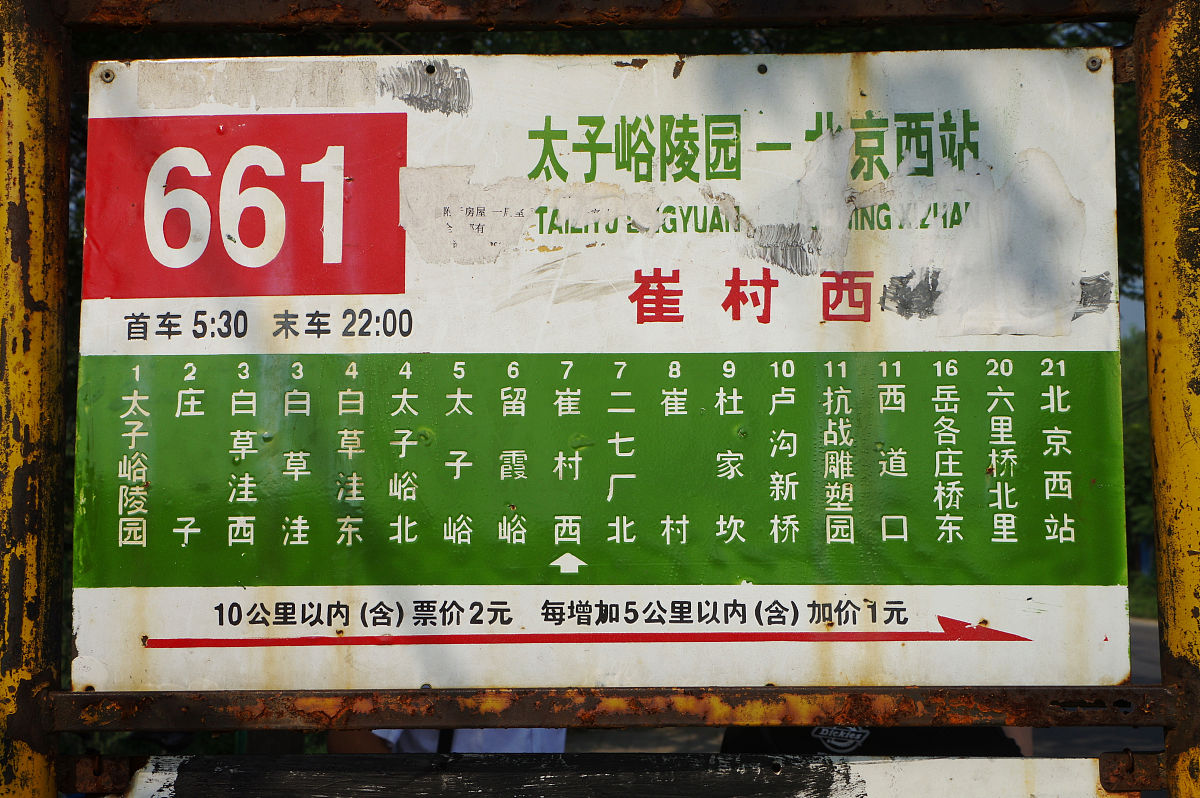 661
太子峪陵园－北京西站
崔村西
首车 5:30 末车 22:00
1 太子峪陵园
2 庄子
3 白草洼西
3 白草洼
4 白草洼东
4 太子峪北
5 太子峪
6 留霞峪
7 崔村西
7 二七厂北
8 崔村
9 杜家坎
10 卢沟新桥
11 抗战雕塑园
11 西道口
16 岳各庄桥东
20 六里桥北里
21 北京西站
10公里以内(含)票价2元 每增加5公里以内(含)加价1元
Dickies